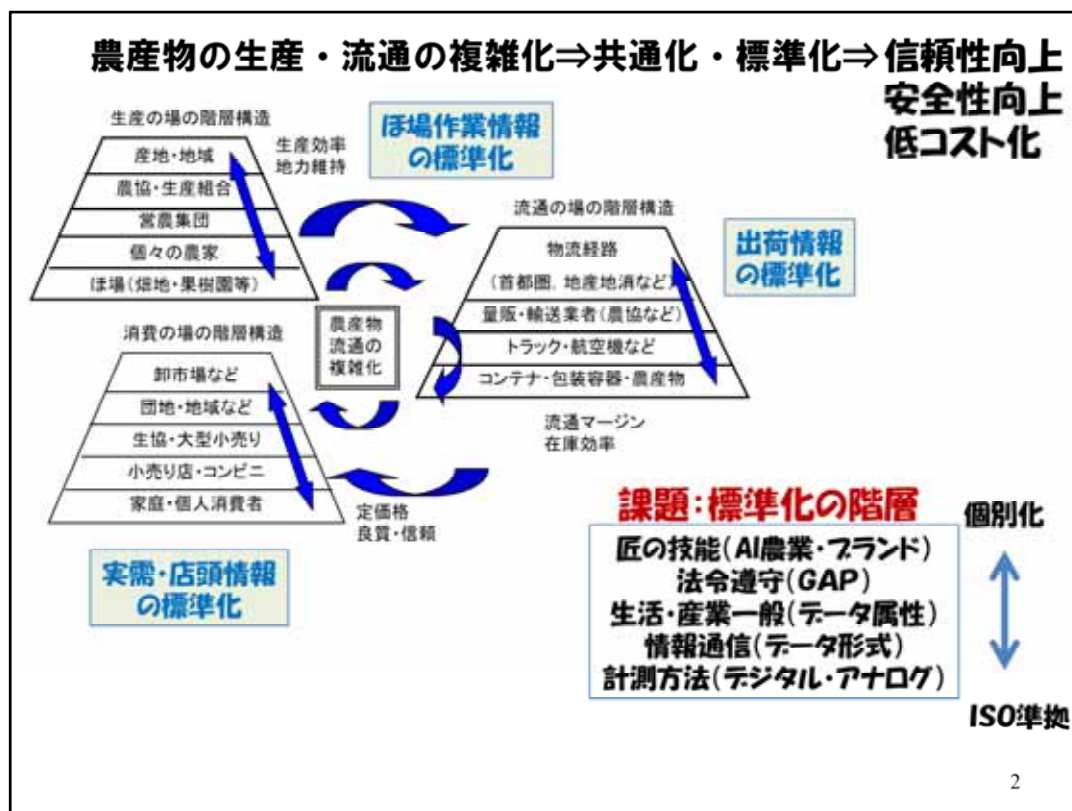 農産物の生産・流通の複雑化⇒共通化・標準化⇒信頼性向上
安全性向上
低コスト化
生産の場の階層構造
産地・地域
農協・生産組合
営農集団
個々の農家
ほ場(畑地・果樹園等)
生産効率
地力維持
ほ場作業情報
の標準化
流通の場の階層構造
物流経路
(首都圏, 地産地消など)
量販・輸送業者(農協など)
トラック・航空機など
コンテナ・包装容器・農産物
出荷情報
の標準化
流通マージン
在庫効率
農産物
流通の
複雑化
消費の場の階層構造
卸市場など
団地・地域など
生協・大型小売り
小売り店・コンビニ
家庭・個人消費者
定価格
良質・信頼
実需・店頭情報
の標準化
課題:標準化の階層
匠の技能(AI農業・ブランド)
法令遵守(GAP)
生活・産業一般(データ属性)
情報通信(データ形式)
計測方法(デジタル・アナログ)
個別化
ISO準拠
2